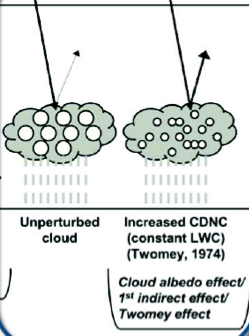 Unperturbed
cloud
Increased CDNC
(constant LWC)
(Twomey, 1974)
Cloud albedo effect/
1st indirect effect/
Twomey effect